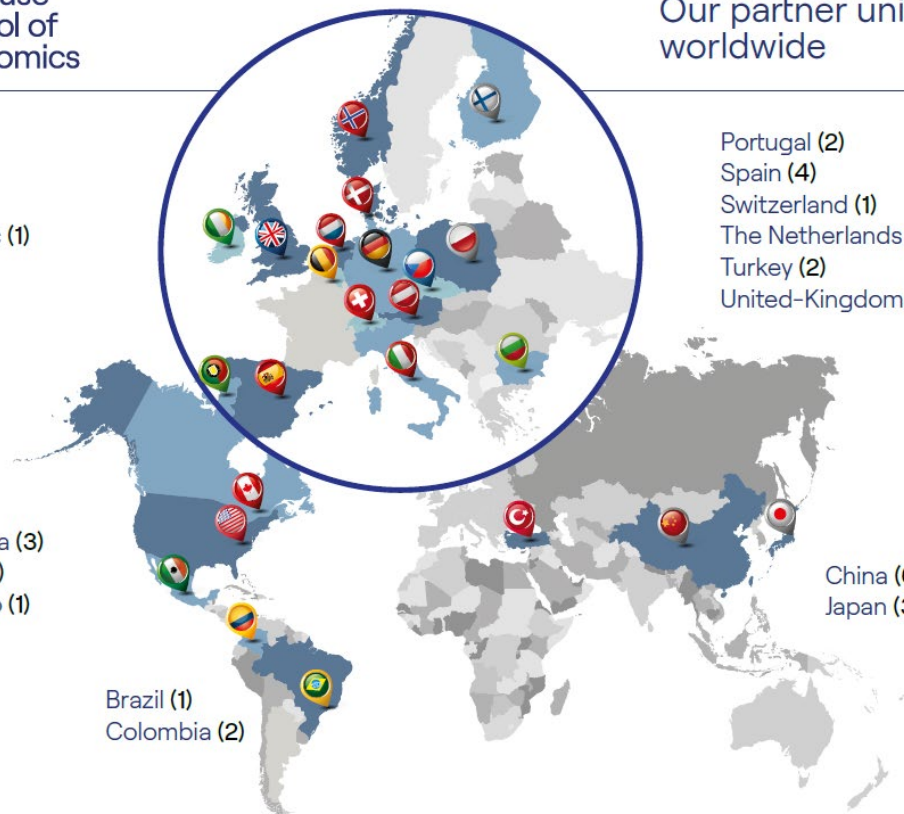 ol of
omics
Our partner uni
worldwide
(1)
Portugal (2)
Spain (4)
Switzerland (1)
The Netherlands
Turkey (2)
United-Kingdom
a (3)
)
(1)
Brazil (1)
Colombia (2)
China (
Japan (3